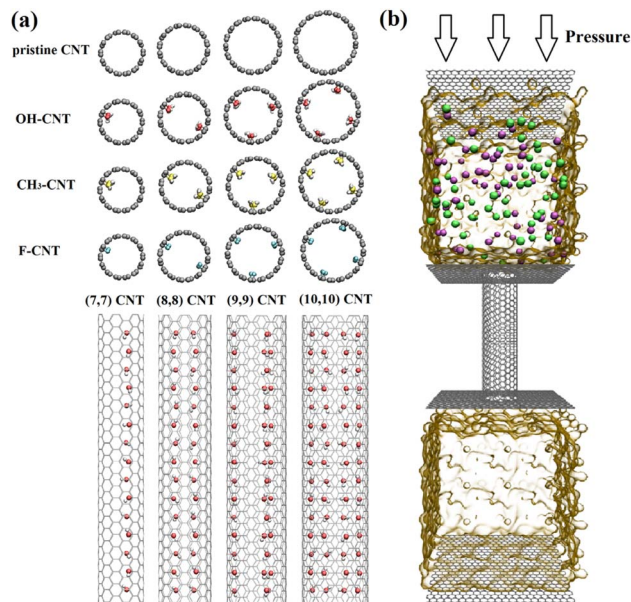 (a)
pristine CNT
OH-CNT
CH₃-CNT
F-CNT
(7,7) CNT (8,8) CNT (9,9) CNT (10,10) CNT
(b)
Pressure